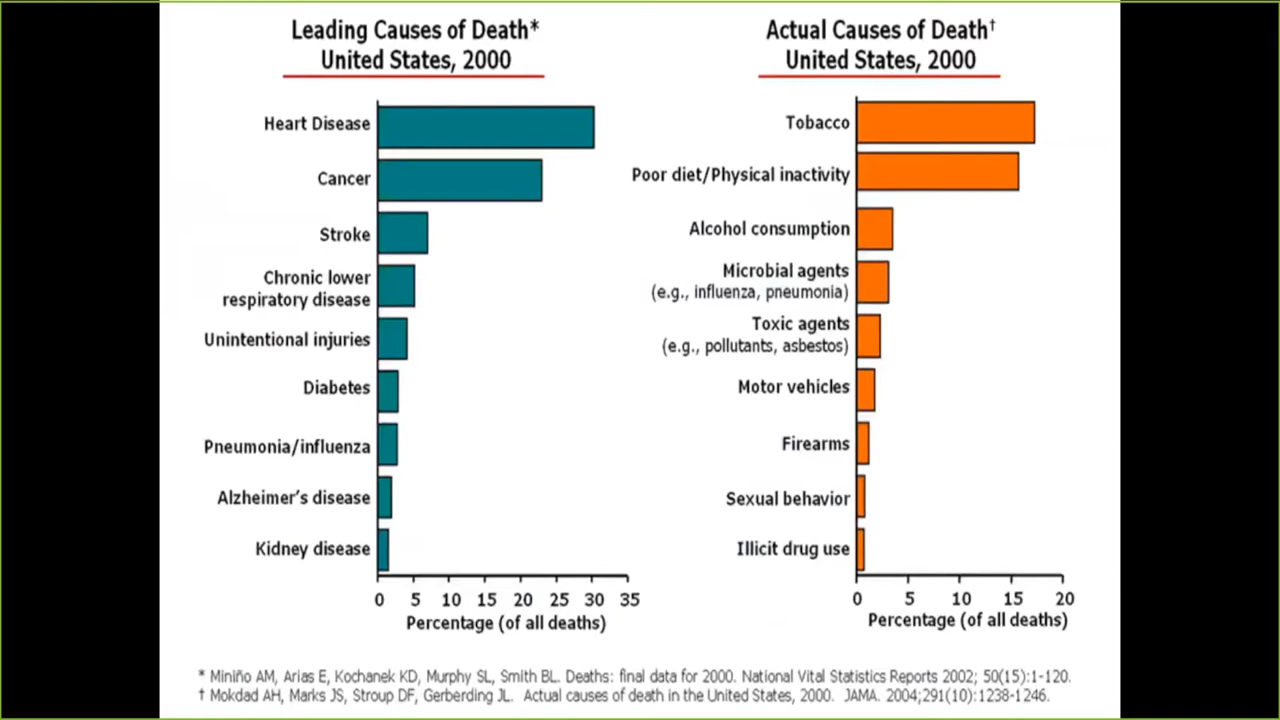 Leading Causes of Death*
United States, 2000
Heart Disease
Cancer
Stroke
Chronic lower
respiratory disease
Unintentional injuries
Diabetes
Pneumonia/influenza
Alzheimer's disease
Kidney disease
0 5 10 15 20 25 30 35
Percentage (of all deaths)
Actual Causes of Death†
United States, 2000
Tobacco
Poor diet/Physical inactivity
Alcohol consumption
Microbial agents
(e.g., influenza, pneumonia)
Toxic agents
(e.g., pollutants, asbestos)
Motor vehicles
Firearms
Sexual behavior
Illicit drug use
0 5 10 15 20
Percentage (of all deaths)
* Miniño AM, Arias E, Kochanek KD, Murphy SL, Smith BL. Deaths: final data for 2000. National Vital Statistics Reports 2002; 50(15):1-120.
† Mokdad AH, Marks JS, Stroup DF, Gerberding JL. Actual causes of death in the United States, 2000. JAMA. 2004;291(10):1238-1246.